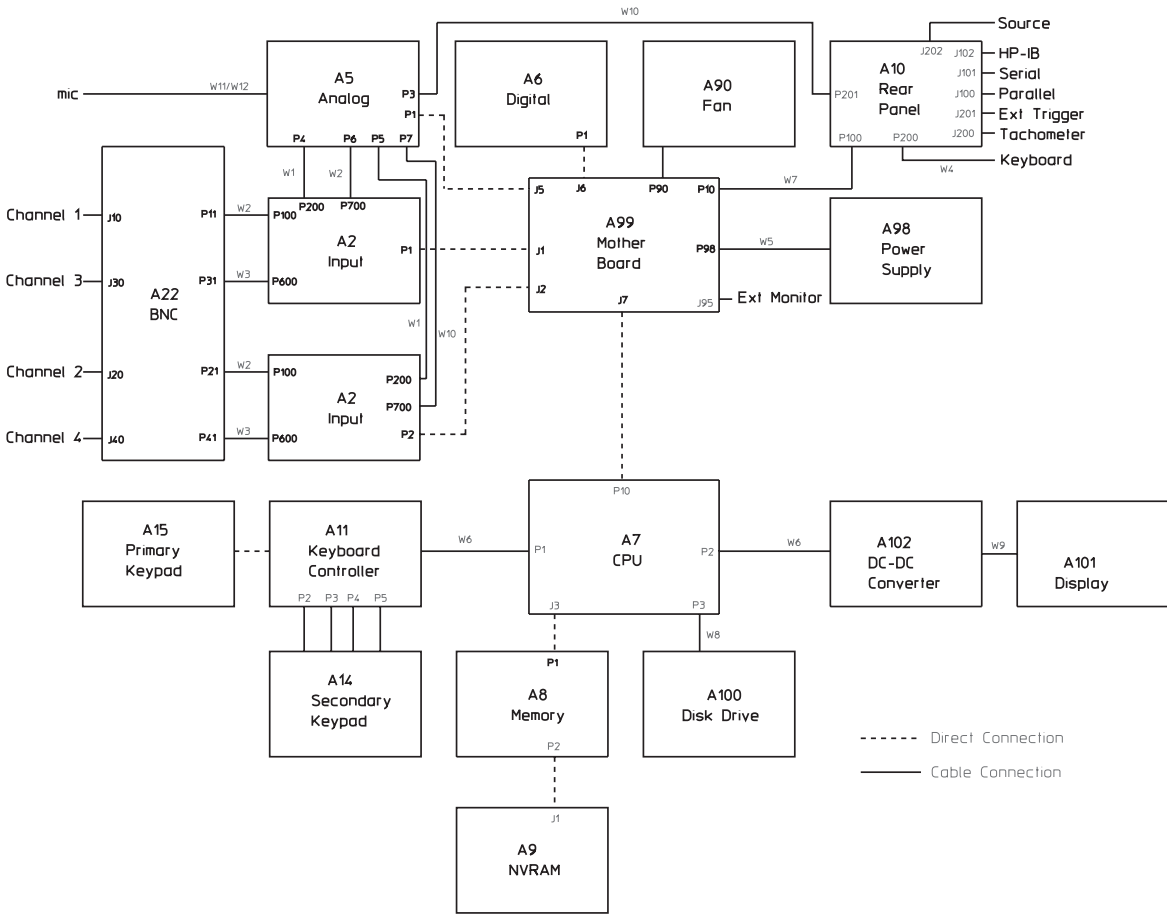 W10
Source
J202
A5
Analog
A6
Digital
A90
Fan
A10
Rear
Panel
J102
HP-IB
J101
Serial
J100
Parallel
J201
Ext Trigger
J200
Tachometer
mic
W11/W12
P3
P1
P4
P6
P5
P7
P1
P201
P100
P200
Keyboard
W4
W1
W2
J5
J6
P90
P10
W7
Channel 1
J10
P11
W2
P100
P200
P700
A2
Input
P1
J1
A99
Mother
Board
P98
W5
A98
Power
Supply
Channel 3
J30
P31
W3
P600
J2
J7
J95
Ext Monitor
A22
BNC
W1
W10
Channel 2
J20
P21
W2
P100
A2
Input
P200
P700
Channel 4
J40
P41
W3
P600
P2
A15
Primary
Keypad
A11
Keyboard
Controller
P2
P3
P4
P5
W6
P10
P1
A7
CPU
P2
J3
P3
W6
A102
DC-DC
Converter
W9
A101
Display
W8
A14
Secondary
Keypad
P1
A8
Memory
P2
A100
Disk Drive
Direct Connection
Cable Connection
J1
A9
NVRAM